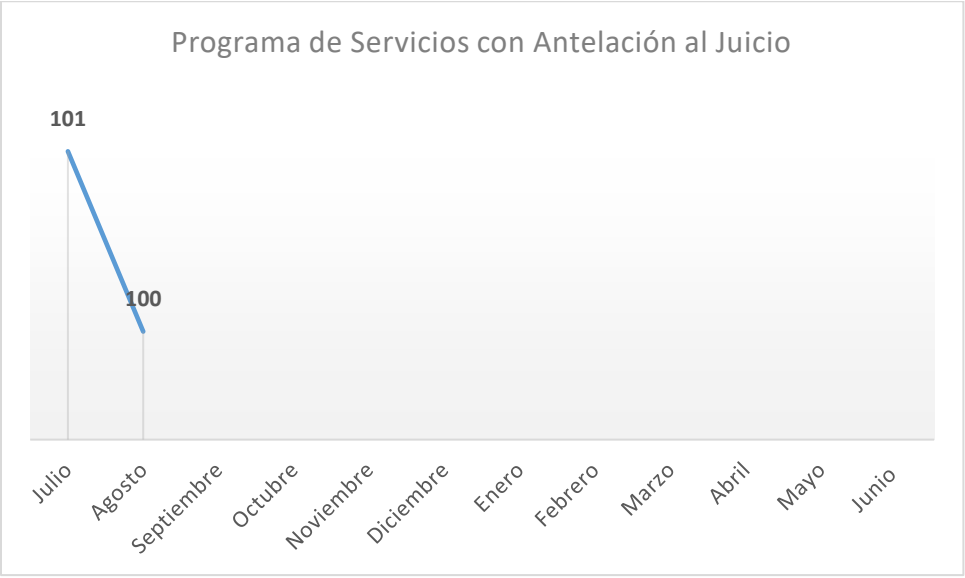 Programa de Servicios con Antelación al Juicio
101
100
Julio
Agosto
Septiembre
Octubre
Noviembre
Diciembre
Enero
Febrero
Marzo
Abril
Mayo
Junio